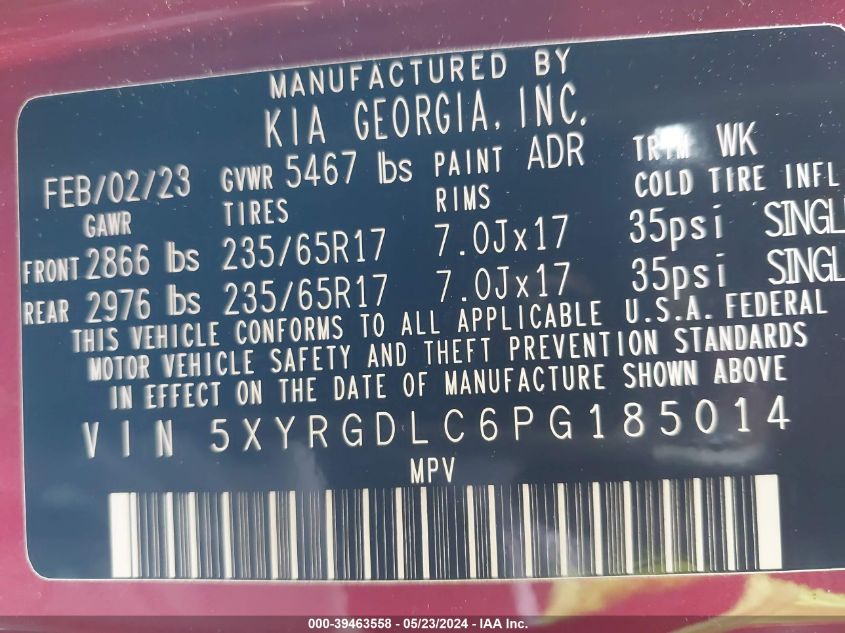 MANUFACTURED BY
KIA GEORGIA, INC.
FEB/02/23 GVWR 5467 lbs PAINT ADR TRIM WK
GAWR TIRES RIMS COLD TIRE INFL
FRONT 2866 lbs 235/65R17 7.0Jx17 35psi SINGL
REAR 2976 lbs 235/65R17 7.0Jx17 35psi SINGL
THIS VEHICLE CONFORMS TO ALL APPLICABLE U.S.A. FEDERAL
MOTOR VEHICLE SAFETY AND THEFT PREVENTION STANDARDS
IN EFFECT ON THE DATE OF MANUFACTURE SHOWN ABOVE
VIN 5XYRGDLC6PG185014
MPV
000-39463558 - 05/23/2024 - IAA Inc.